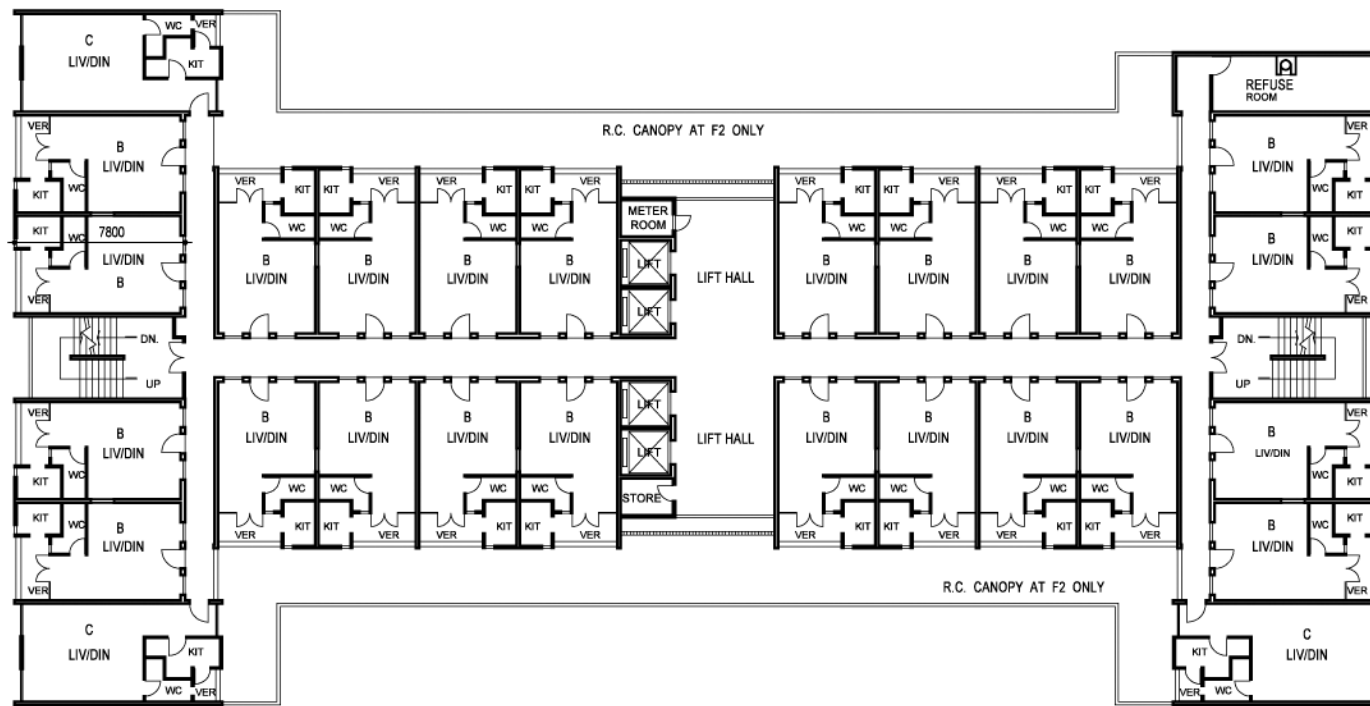 WC VER
C
LIV/DIN
KIT
REFUSE
ROOM
R.C. CANOPY AT F2 ONLY
VER
B
LIV/DIN
KIT
WC
VER
B
LIV/DIN
WC
KIT
VER KIT KIT VER VER KIT KIT VER
WC WC WC WC
B B B B
LIV/DIN LIV/DIN LIV/DIN LIV/DIN
METER
ROOM
LIFT
LIFT
LIFT HALL
VER KIT KIT VER VER KIT KIT VER
WC WC WC WC
B B B B
LIV/DIN LIV/DIN LIV/DIN LIV/DIN
KIT
WC
7800
LIV/DIN
B
VER
KIT
WC
B
LIV/DIN
VER
DN.
UP
DN.
UP
VER
B
LIV/DIN
WC
KIT
B B B B
LIV/DIN LIV/DIN LIV/DIN LIV/DIN
WC WC WC WC
VER KIT KIT VER VER KIT KIT VER
LIFT
LIFT
STORE
LIFT HALL
B B B B
LIV/DIN LIV/DIN LIV/DIN LIV/DIN
WC WC WC WC
VER KIT KIT VER VER KIT KIT VER
VER
B
LIV/DIN
WC
KIT
KIT
WC
B
LIV/DIN
VER
KIT
WC
B
LIV/DIN
VER
R.C. CANOPY AT F2 ONLY
C
LIV/DIN
KIT
WC VER
C
LIV/DIN
KIT
VER WC